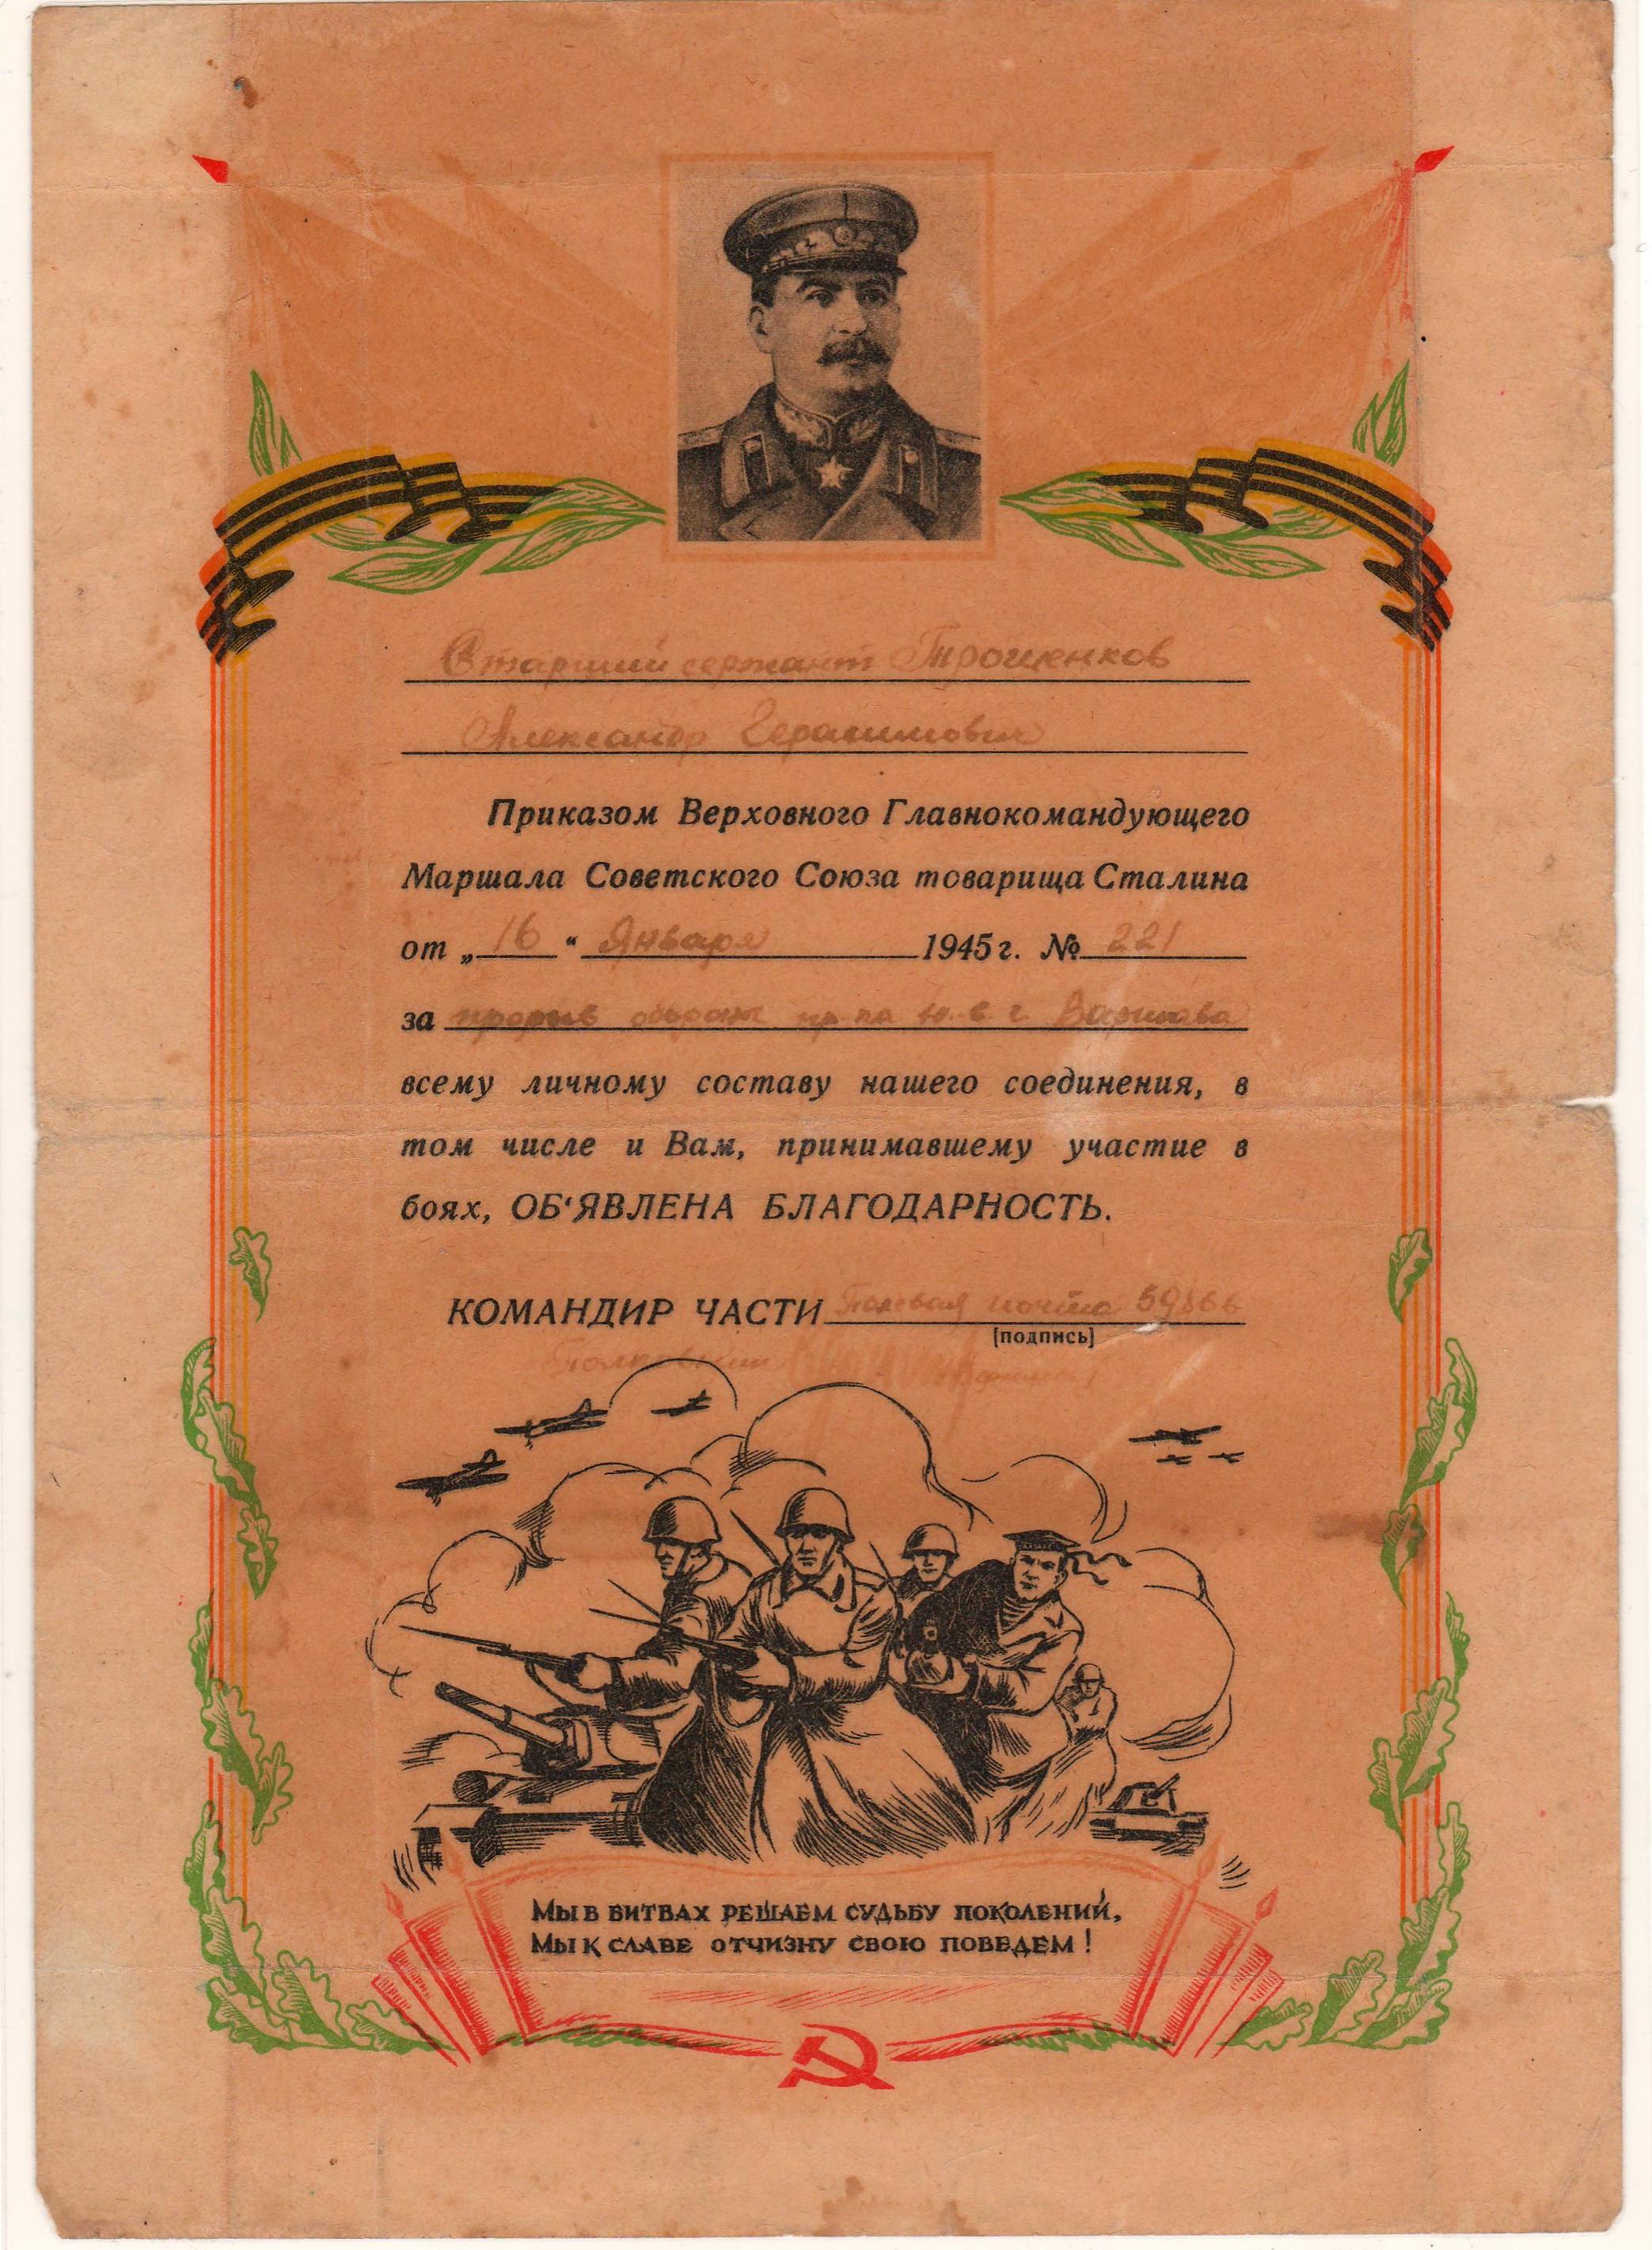 Старший сержант Трошенков
Александр Герасимович
Приказом Верховного Главнокомандующего
Маршала Советского Союза товарища Сталина
от „ 16 “ Января 1945 г. № 221
за прорыв обороны пр-ка ю.-в г. Варшава
всему личному составу нашего соединения, в
том числе и Вам, принимавшему участие в
боях, ОБ‘ЯВЛЕНА БЛАГОДАРНОСТЬ.
КОМАНДИР ЧАСТИ Полевая почта
[подпись]
Полковник
МЫ В БИТВАХ РЕШАЕМ СУДЬБУ ПОКОЛЕНИЙ,
МЫ К СЛАВЕ ОТЧИЗНУ СВОЮ ПОВЕДЕМ!